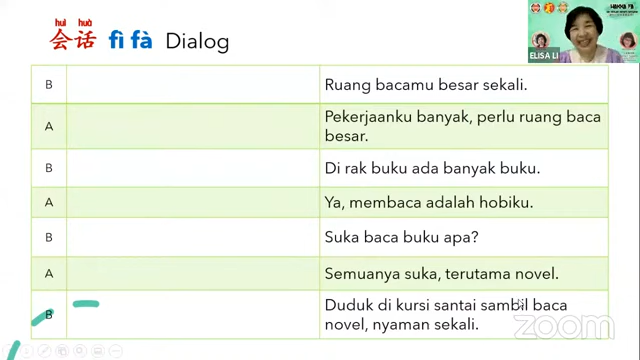 huì huà
会话 fì fà Dialog
B Ruang bacamu besar sekali.
A Pekerjaanku banyak, perlu ruang baca
besar.
B Di rak buku ada banyak buku.
A Ya, membaca adalah hobiku.
B Suka baca buku apa?
A Semuanya suka, terutama novel.
B Duduk di kursi santai sambil baca
novel, nyaman sekali.
ELISA LI
zoom